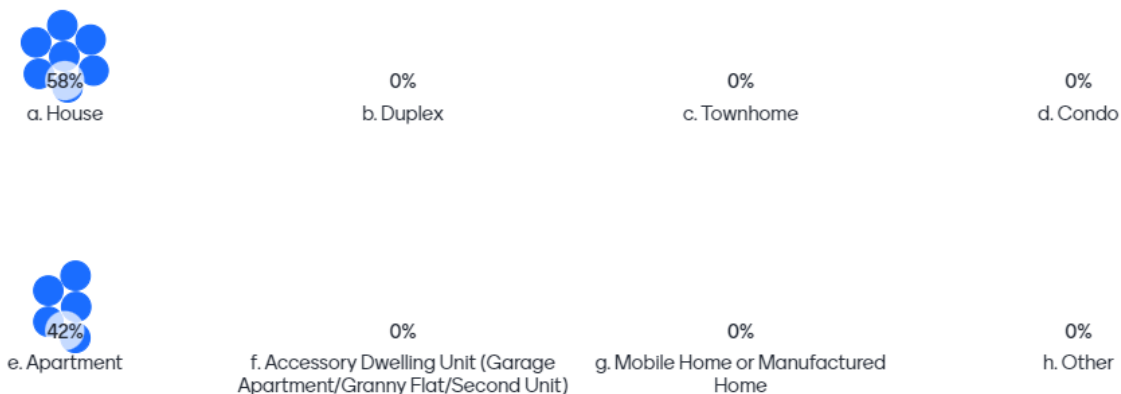 58%
a. House
0%
b. Duplex
0%
c. Townhome
0%
d. Condo
42%
e. Apartment
0%
f. Accessory Dwelling Unit (Garage
Apartment/Granny Flat/Second Unit)
0%
g. Mobile Home or Manufactured
Home
0%
h. Other